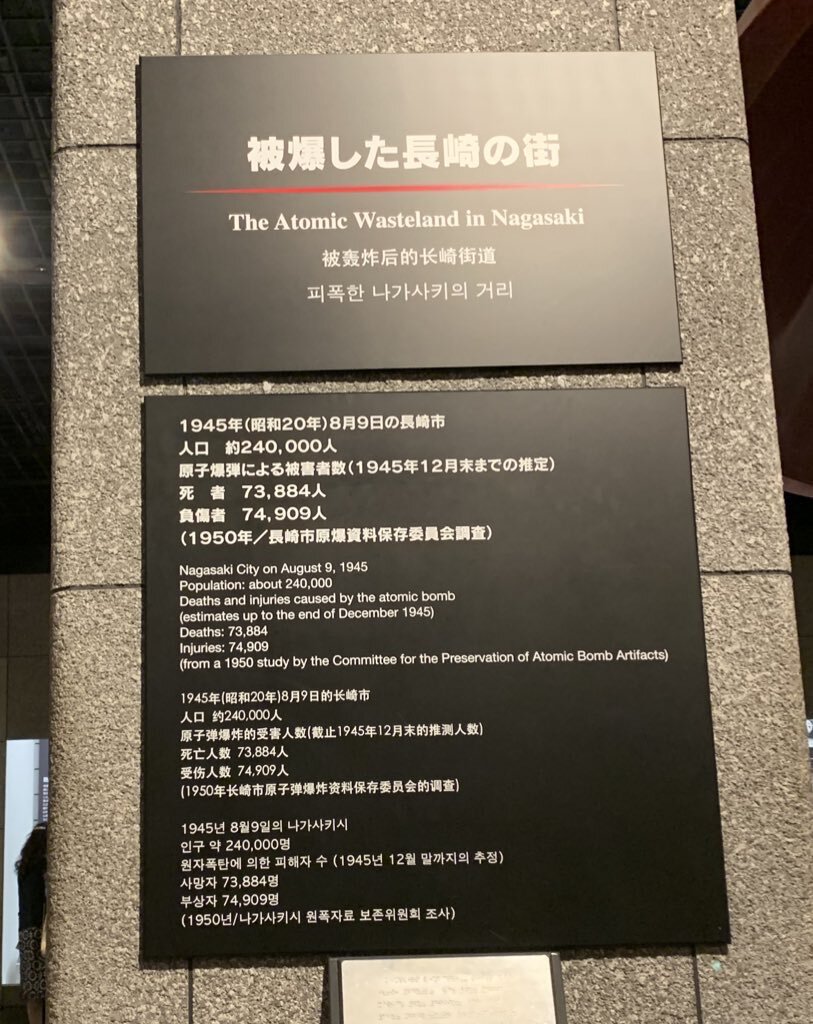 被爆した長崎の街
The Atomic Wasteland in Nagasaki
被轰炸后的长崎街道
피폭한 나가사키의 거리
1945年(昭和20年)8月9日の長崎市
人口 約240,000人
原子爆弾による被害者数(1945年12月末までの推定)
死 者 73,884人
負傷者 74,909人
(1950年/長崎市原爆資料保存委員会調査)
Nagasaki City on August 9, 1945
Population: about 240,000
Deaths and injuries caused by the atomic bomb
(estimates up to the end of December 1945)
Deaths: 73,884
Injuries: 74,909
(from a 1950 study by the Committee for the Preservation of Atomic Bomb Artifacts)
1945年(昭和20年)8月9日的长崎市
人口 约240,000人
原子弹爆炸的受害人数(截止1945年12月末的推测人数)
死亡人数 73,884人
受伤人数 74,909人
(1950年长崎市原子弹爆炸资料保存委员会的调查)
1945년 8월9일의 나가사키시
인구 약 240,000명
원자폭탄에 의한 피해자 수 (1945년 12월 말까지의 추정)
사망자 73,884명
부상자 74,909명
(1950년/나가사키시 원폭자료 보존위원회 조사)